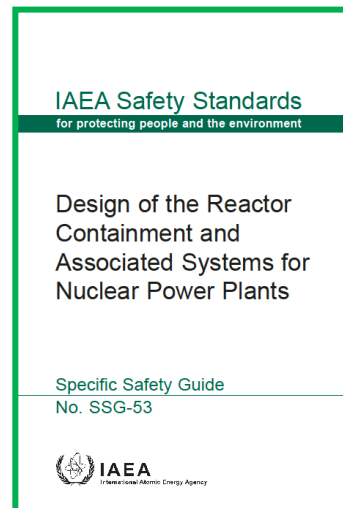 IAEA Safety Standards
for protecting people and the environment
Design of the Reactor
Containment and
Associated Systems for
Nuclear Power Plants
Specific Safety Guide
No. SSG-53
IAEA
International Atomic Energy Agency